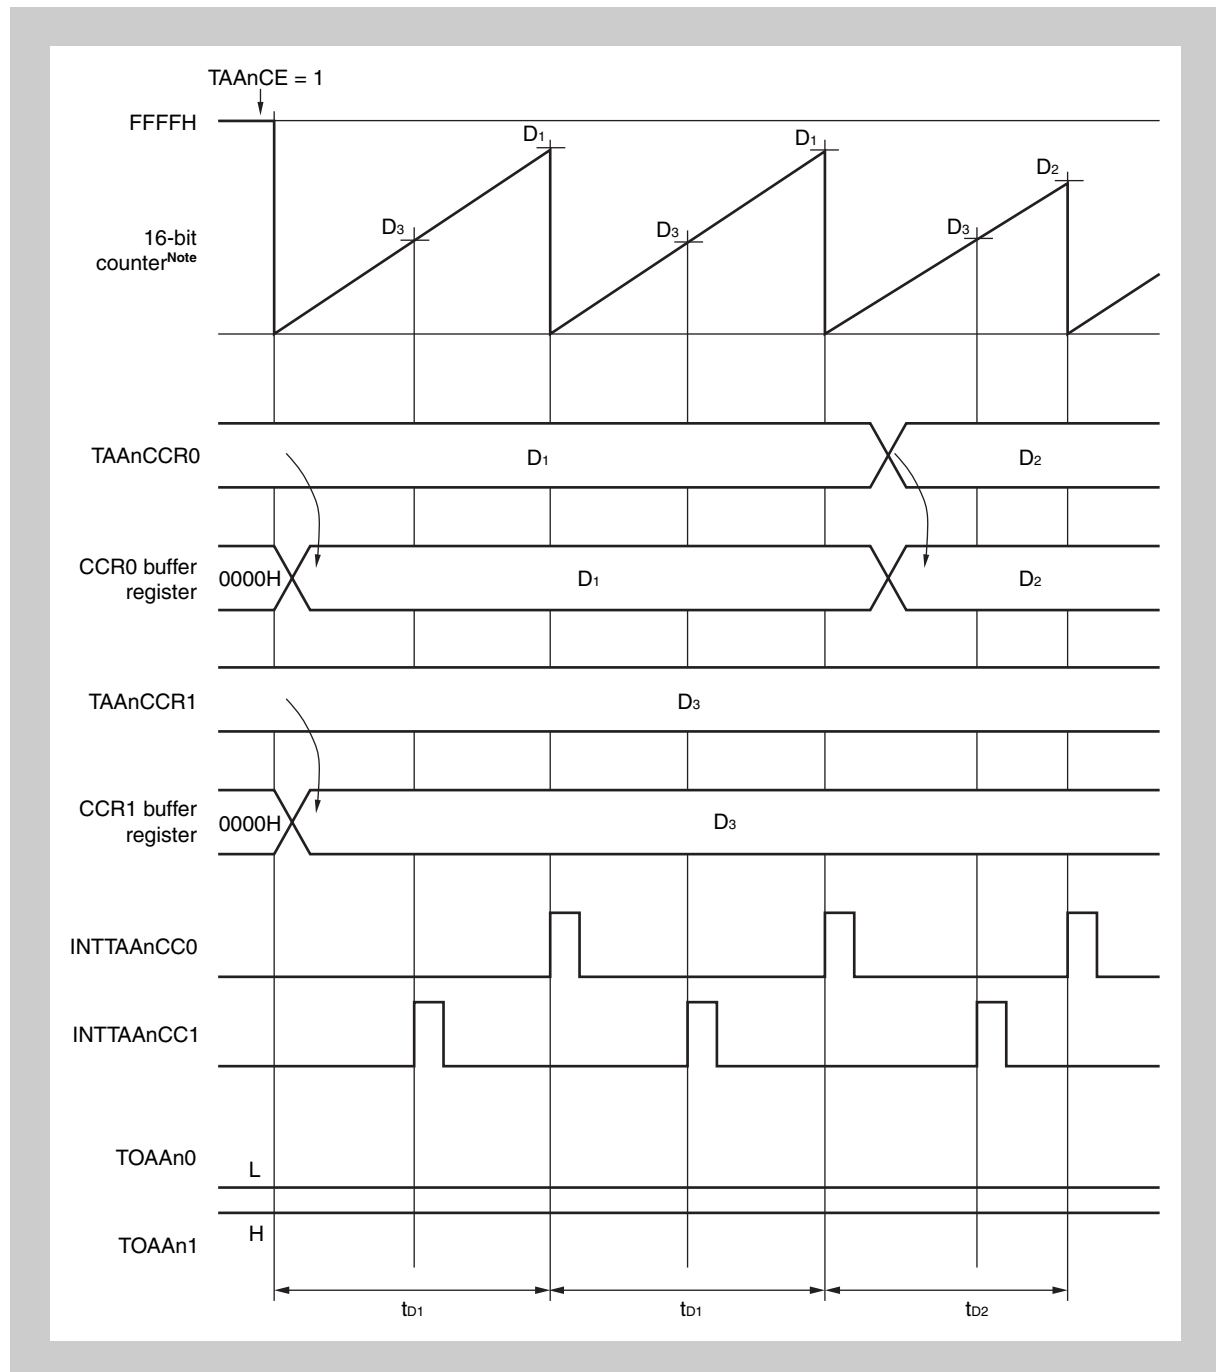 TAAnCE = 1
FFFFH
D1
D1
D2
D3
D3
D3
16-bit
counterNote
TAAnCCR0
D1
D2
CCR0 buffer
register
0000H
D1
D2
TAAnCCR1
D3
CCR1 buffer
register
0000H
D3
INTTAAnCC0
INTTAAnCC1
TOAAn0
L
H
TOAAn1
tD1
tD1
tD2